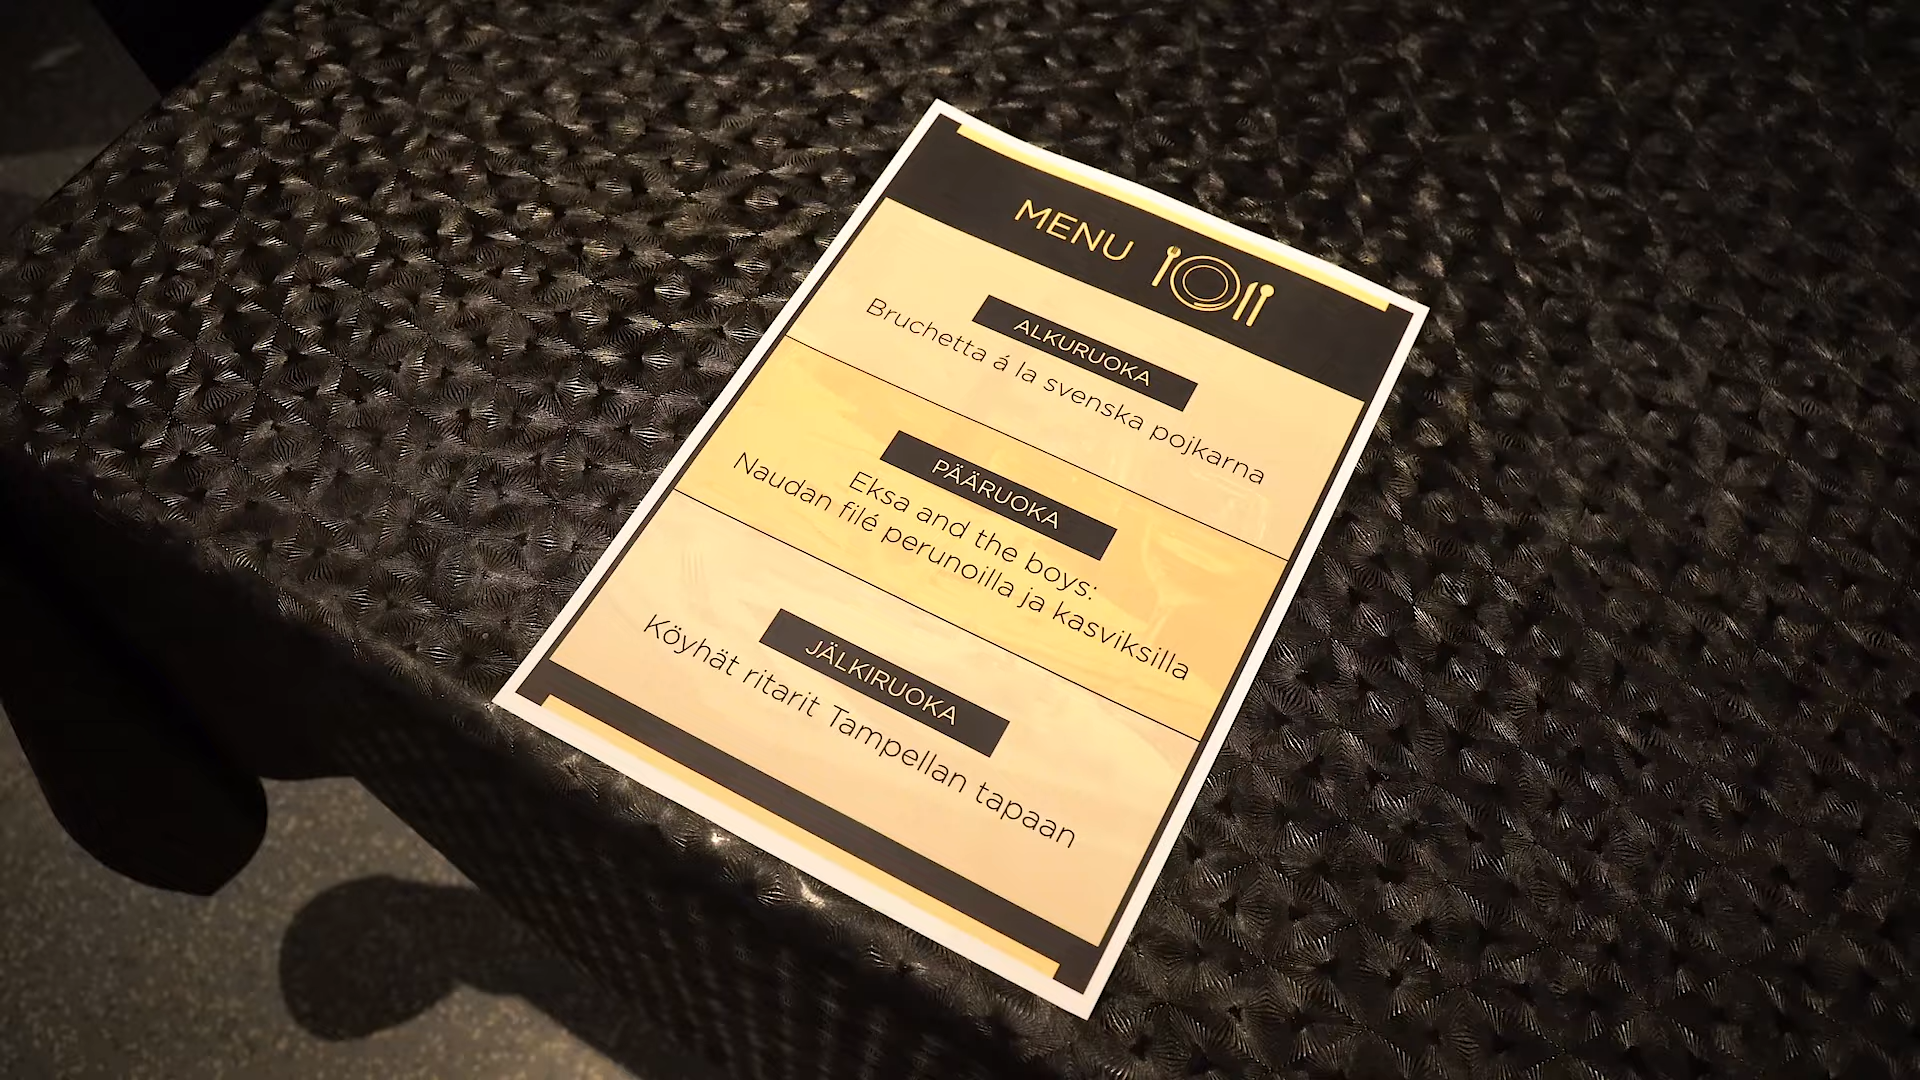 MENU
ALKURUOKA
Bruchetta á la svenska pojkarna
PÄÄRUOKA
Eksa and the boys:
Naudan filé perunoilla ja kasviksilla
JÄLKIRUOKA
Köyhät ritarit Tampellan tapaan